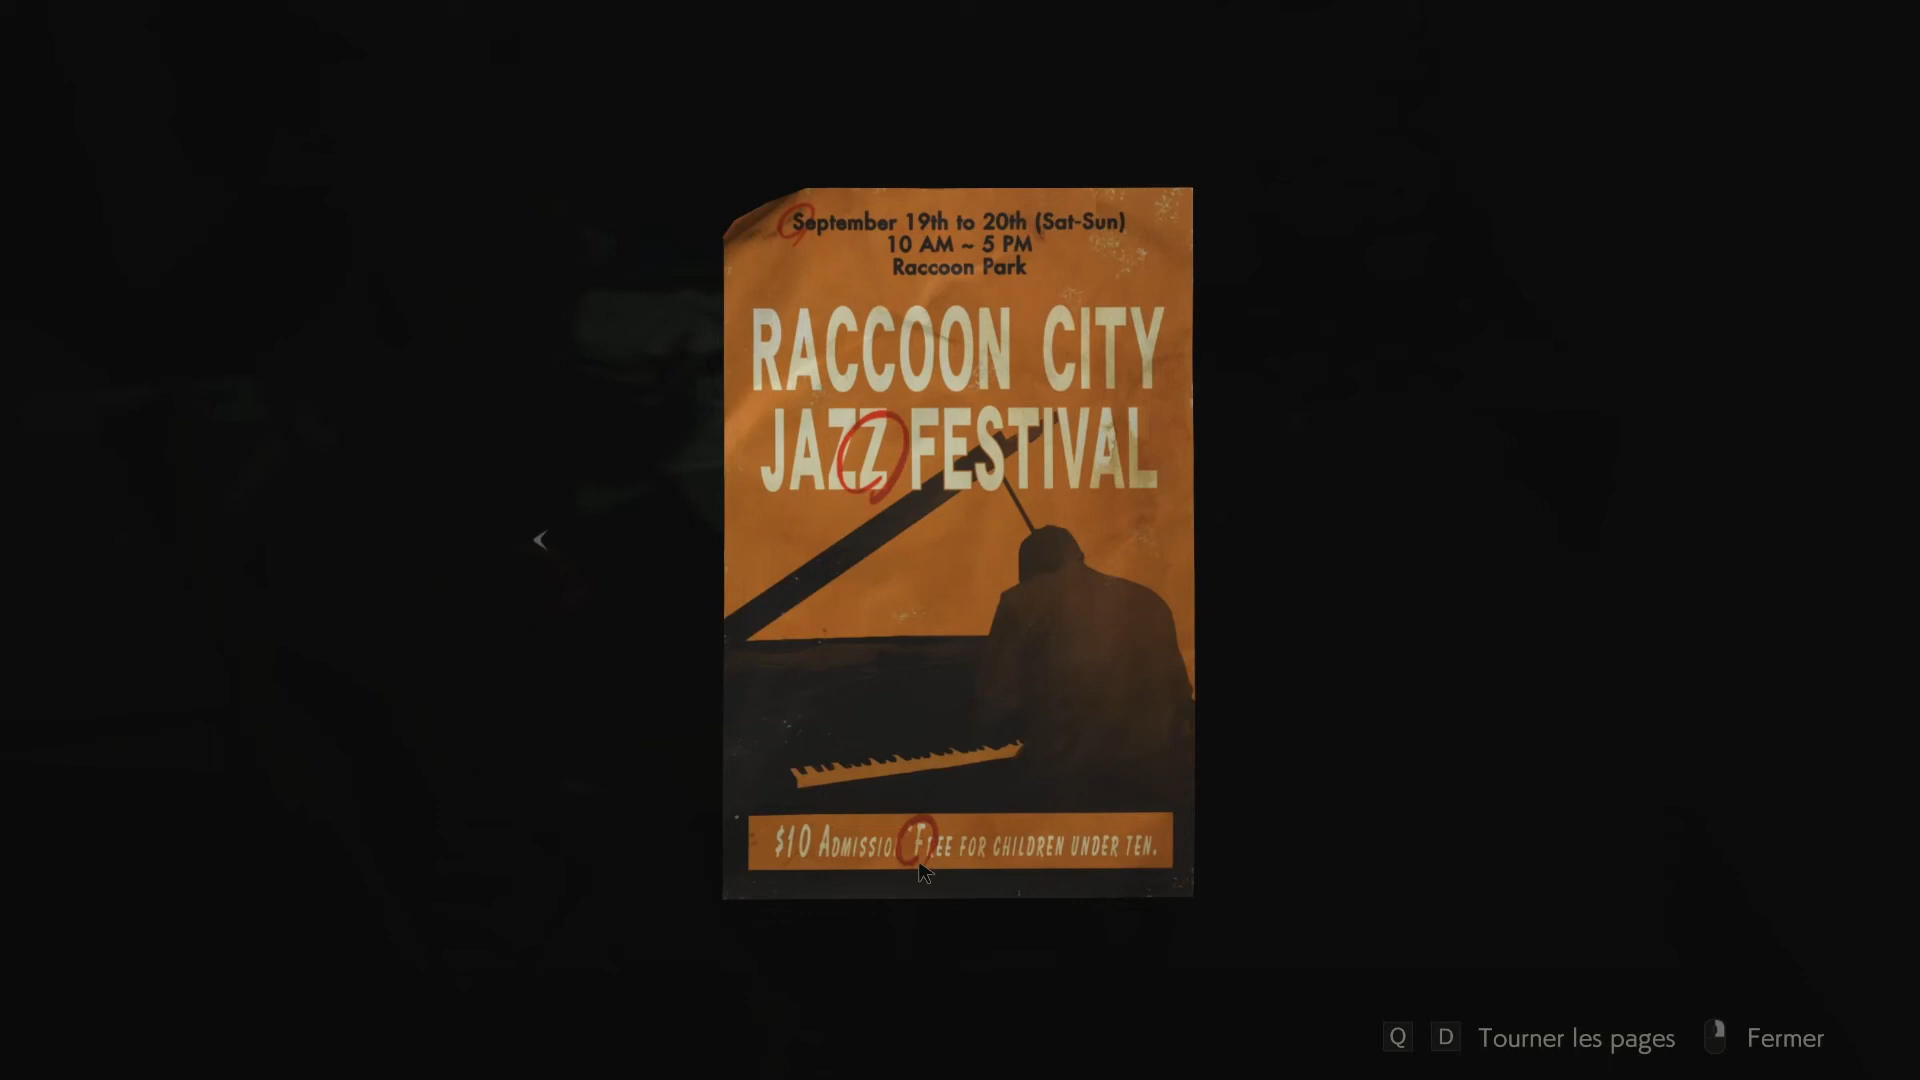 September 19th to 20th (Sat-Sun)
10 AM ~ 5 PM
Raccoon Park
RACCOON CITY
JAZZ FESTIVAL
$10 Admission Free for children under ten.
Q D Tourner les pages Fermer